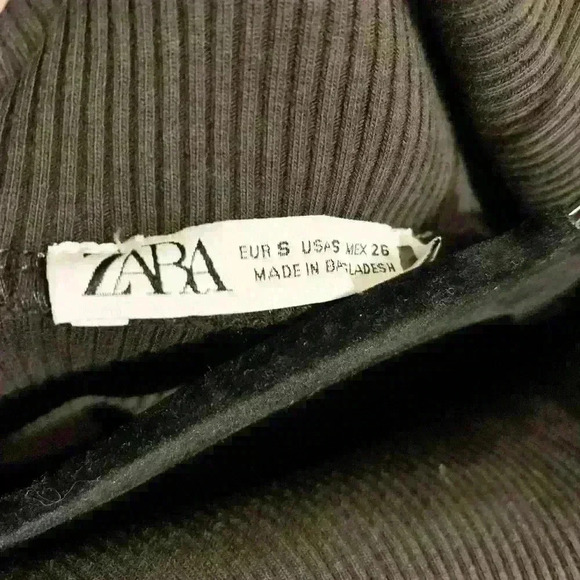 ZARA
EUR S USA S MEX 26
MADE IN BANGLADESH